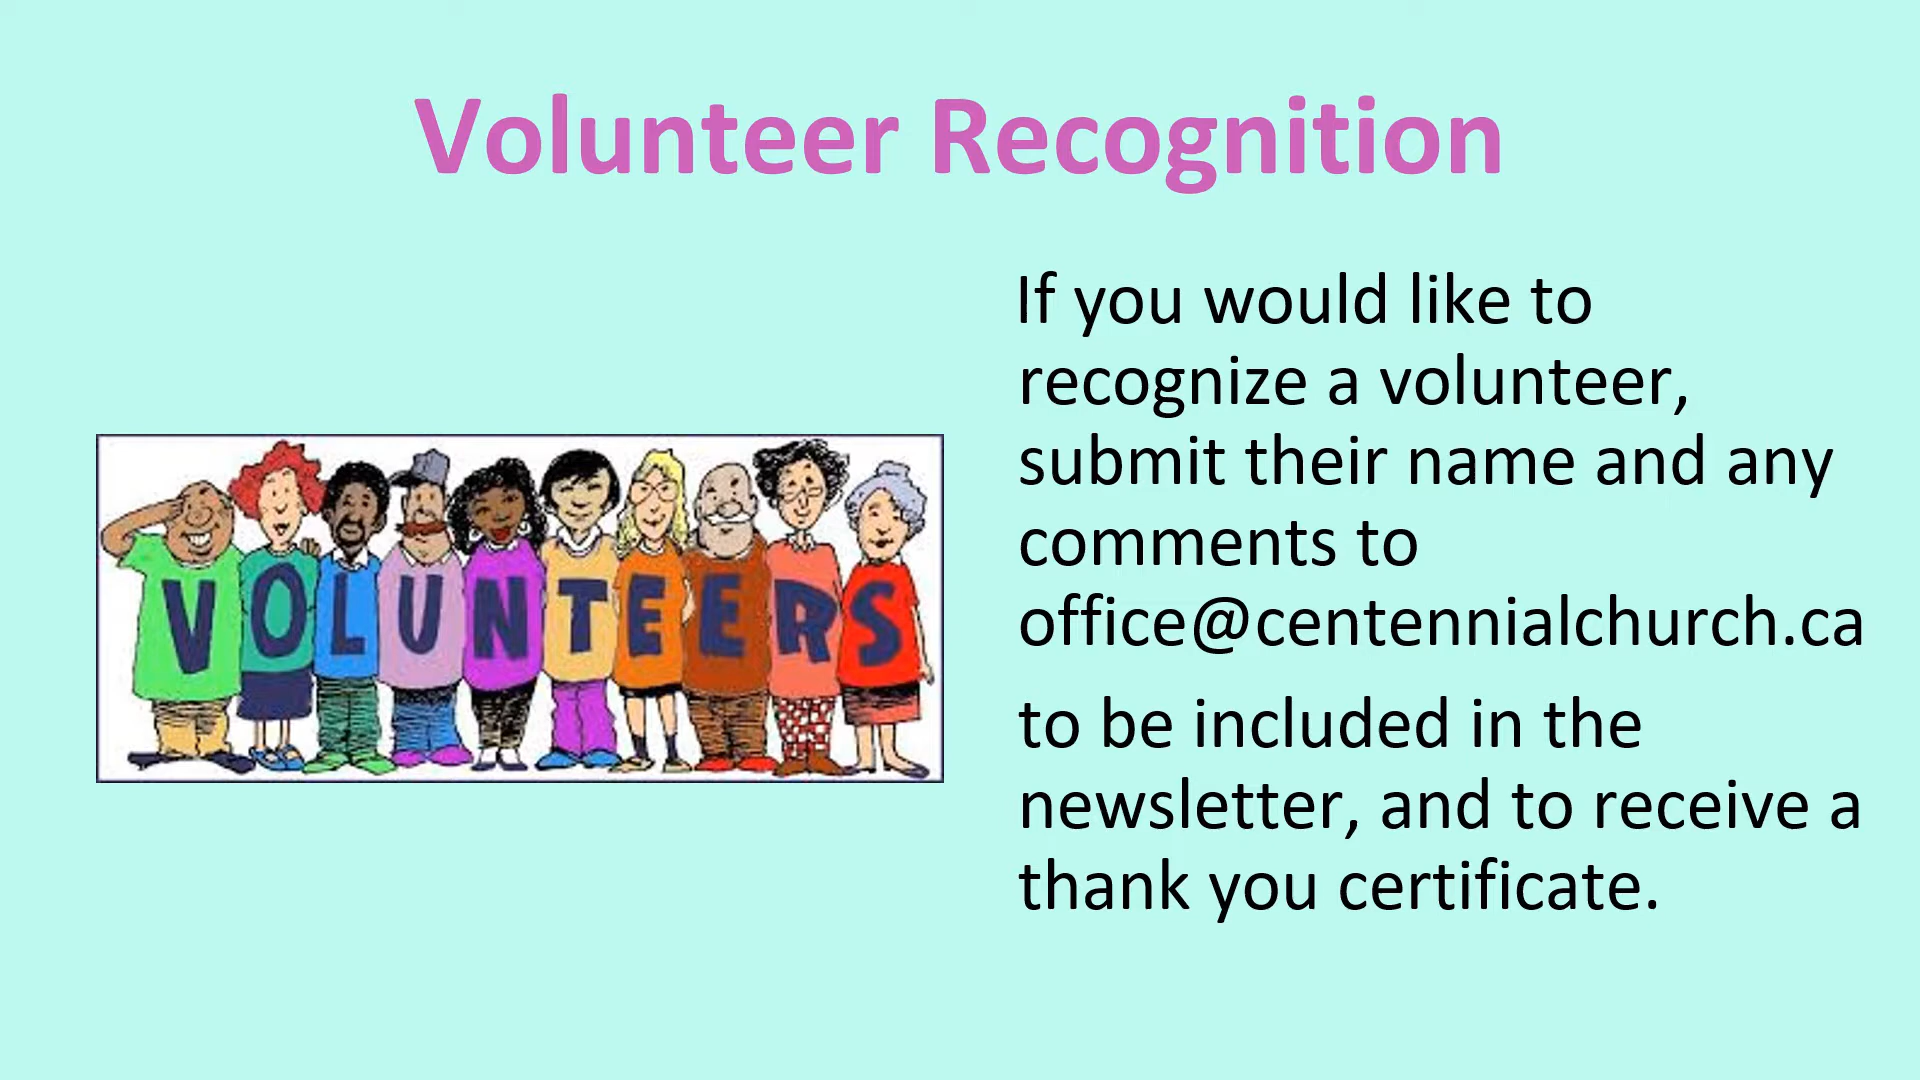 Volunteer Recognition
VOLUNTEERS
If you would like to
recognize a volunteer,
submit their name and any
comments to
office@centennialchurch.ca
to be included in the
newsletter, and to receive a
thank you certificate.